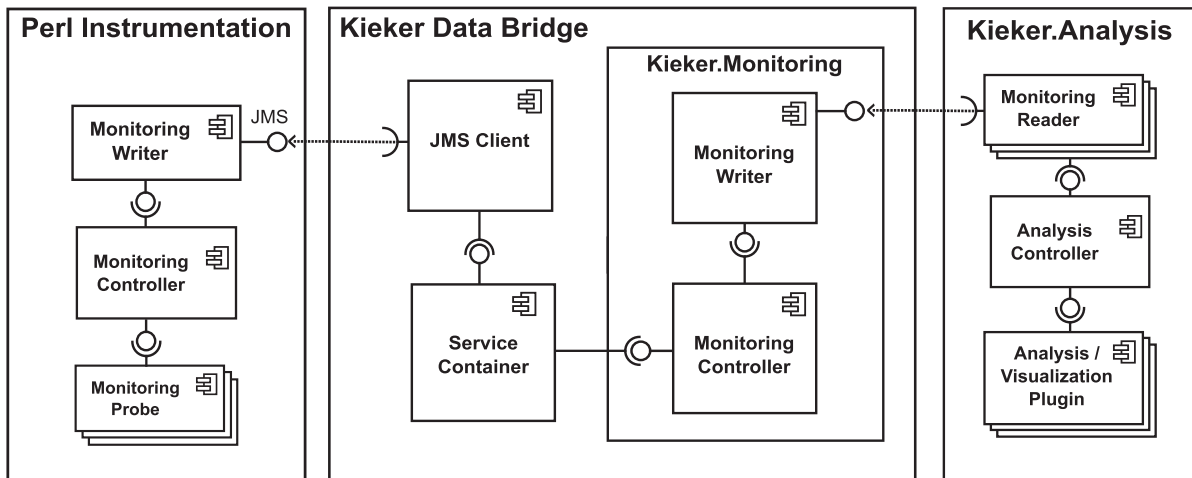 Perl Instrumentation
Monitoring
Writer
JMS
Monitoring
Controller
Monitoring
Probe
Kieker Data Bridge
JMS Client
Service
Container
Kieker.Monitoring
Monitoring
Writer
Monitoring
Controller
Kieker.Analysis
Monitoring
Reader
Analysis
Controller
Analysis /
Visualization
Plugin